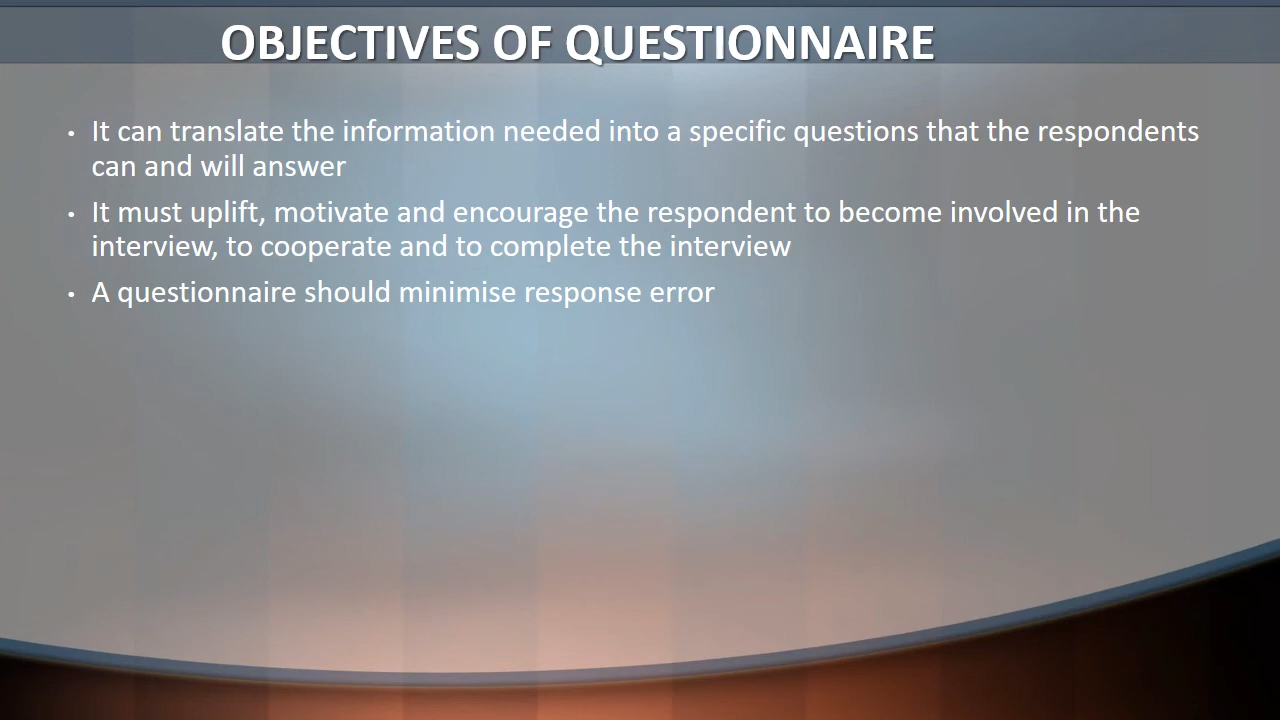 OBJECTIVES OF QUESTIONNAIRE
• It can translate the information needed into a specific questions that the respondents
can and will answer
• It must uplift, motivate and encourage the respondent to become involved in the
interview, to cooperate and to complete the interview
• A questionnaire should minimise response error